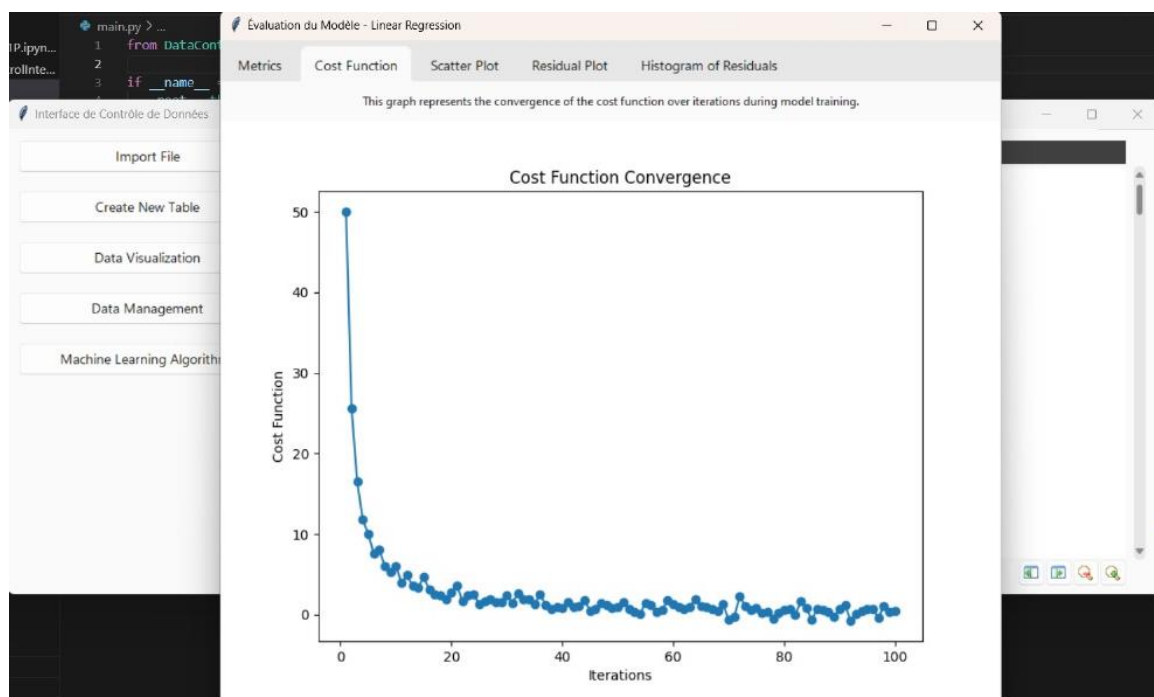 main.py > ...
1P.ipyn...
1 from DataCont
2
rollInte...
3 if __name__ =
Évaluation du Modèle - Linear Regression
Metrics
Cost Function
Scatter Plot
Residual Plot
Histogram of Residuals
This graph represents the convergence of the cost function over iterations during model training.
Interface de Contrôle de Données
Import File
Create New Table
Data Visualization
Data Management
Machine Learning Algorith
Cost Function Convergence
Cost Function
50
40
30
20
10
0
0 20 40 60 80 100
Iterations